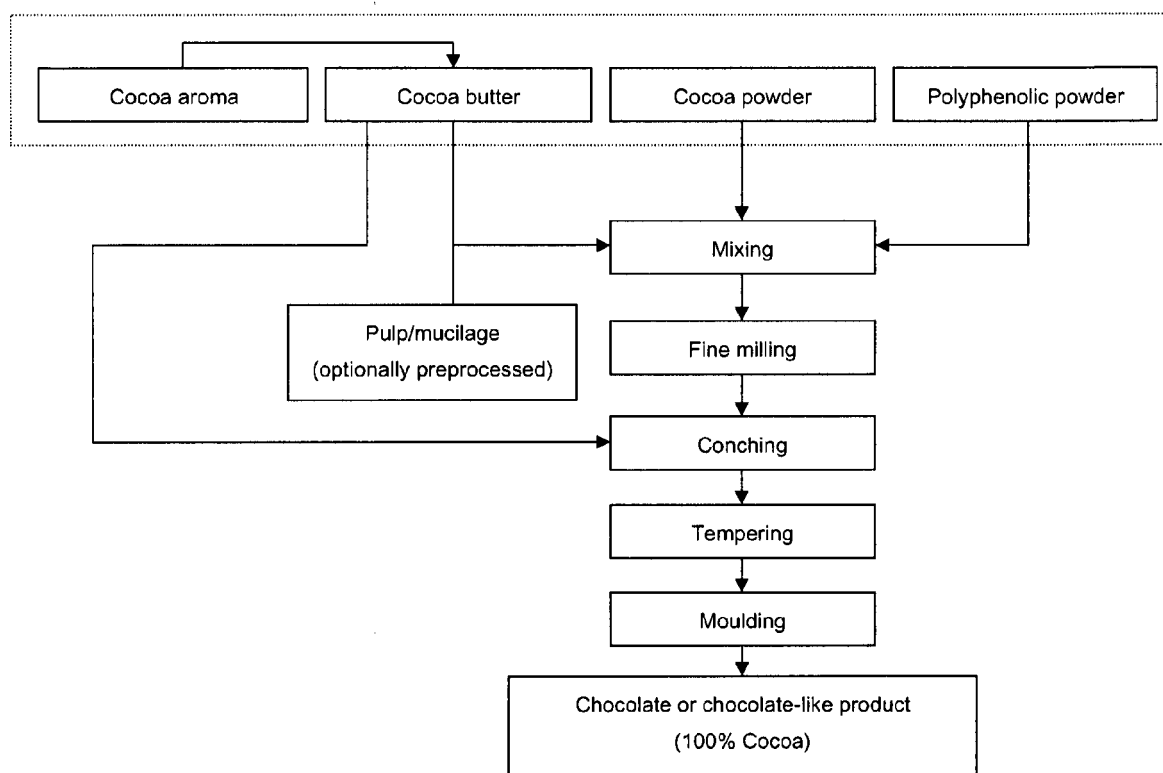 Cocoa aroma
Cocoa butter
Cocoa powder
Polyphenolic powder
Mixing
Pulp/mucilage
(optionally preprocessed)
Fine milling
Conching
Tempering
Moulding
Chocolate or chocolate-like product
(100% Cocoa)